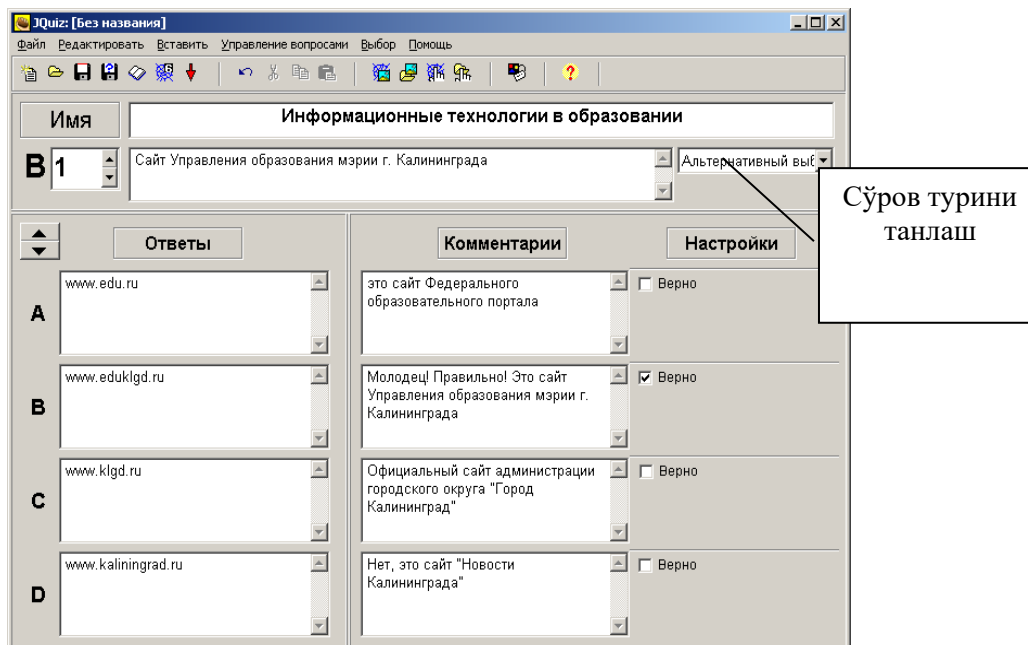 JQuiz: [Без названия]
Файл Редактировать Вставить Управление вопросами Выбор Помощь
Имя
Информационные технологии в образовании
В 1
Сайт Управления образования мэрии г. Калининграда
Альтернативный выб
Сўров турини
танлаш
Ответы
Комментарии
Настройки
A
www.edu.ru
это сайт Федерального
образовательного портала
Верно
B
www.eduklgd.ru
Молодец! Правильно! Это сайт
Управления образования мэрии г.
Калининграда
Верно
C
www.klgd.ru
Официальный сайт администрации
городского округа "Город
Калининград"
Верно
D
www.kaliningrad.ru
Нет, это сайт "Новости
Калининграда"
Верно